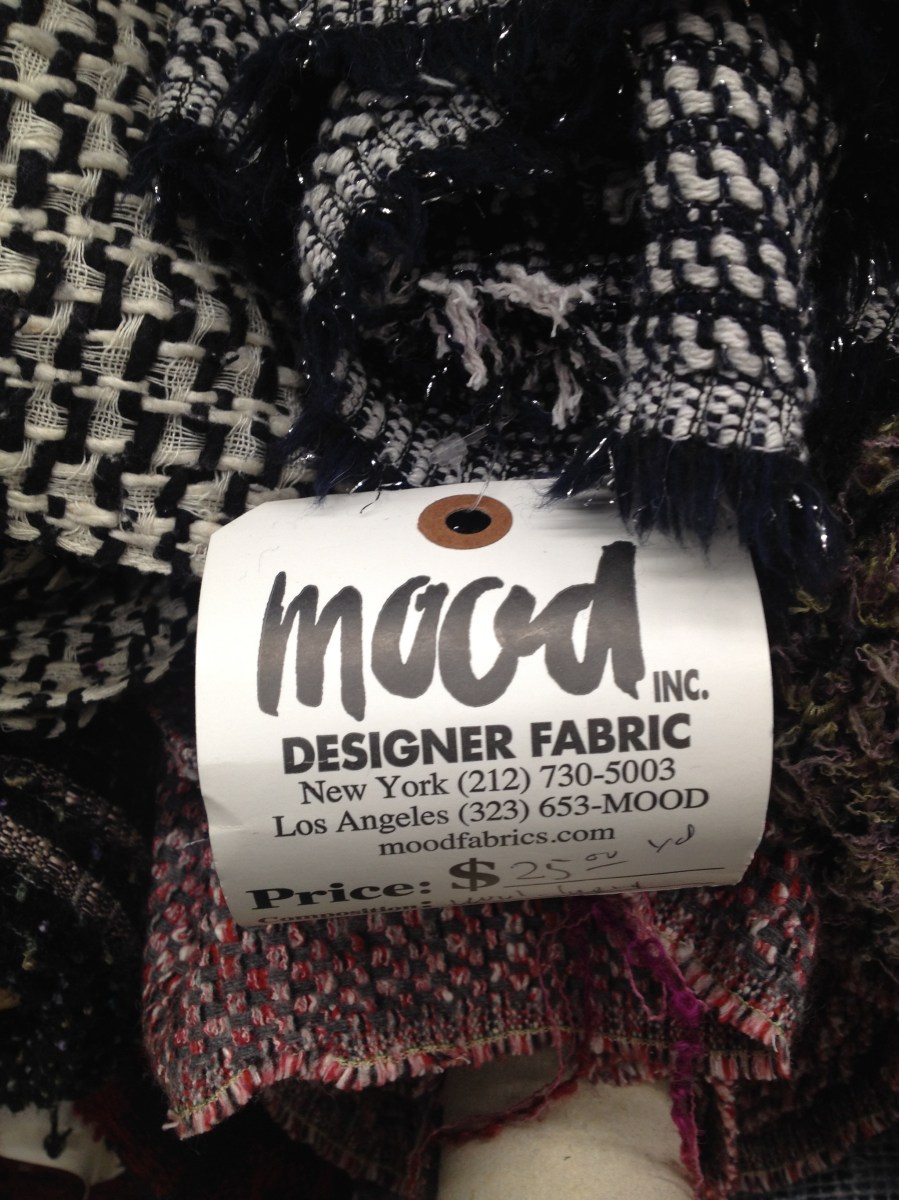 mood INC.
DESIGNER FABRIC
New York (212) 730-5003
Los Angeles (323) 653-MOOD
moodfabrics.com
Price: $ 25 00 yd
Composition: